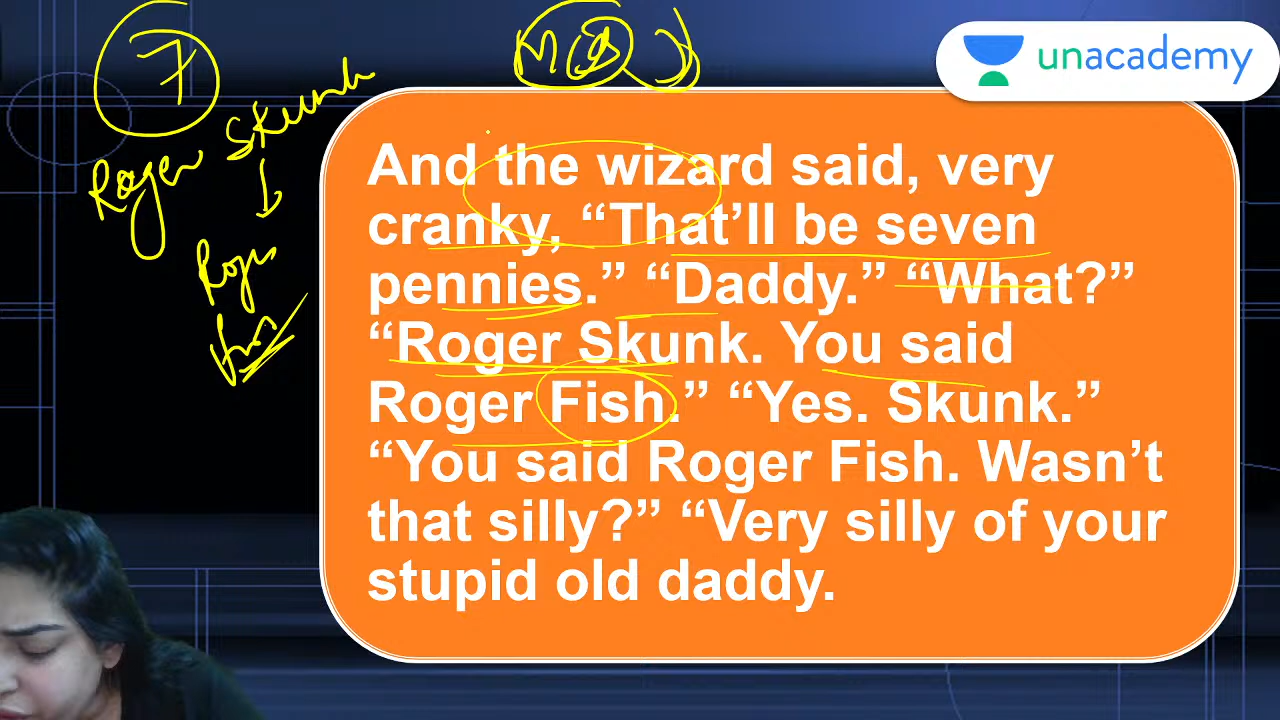 7
Roger Skunk
Roger
unacademy
And the wizard said, very
cranky, “That’ll be seven
pennies.” “Daddy.” “What?”
“Roger Skunk. You said
Roger Fish.” “Yes. Skunk.”
“You said Roger Fish. Wasn’t
that silly?” “Very silly of your
stupid old daddy.